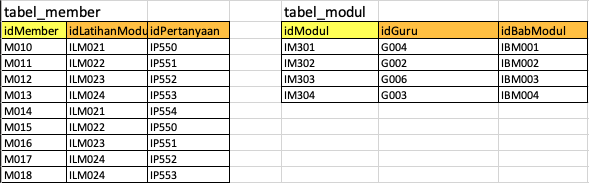 tabel_member tabel_modul
idMember idLatihanModu idPertanyaan idModul idGuru idBabModul
M010 ILM021 IP550 IM301 G004 IBM001
M011 ILM022 IP551 IM302 G002 IBM002
M012 ILM023 IP552 IM303 G006 IBM003
M013 ILM024 IP553 IM304 G003 IBM004
M014 ILM021 IP554
M015 ILM022 IP550
M016 ILM023 IP551
M017 ILM024 IP552
M018 ILM024 IP553